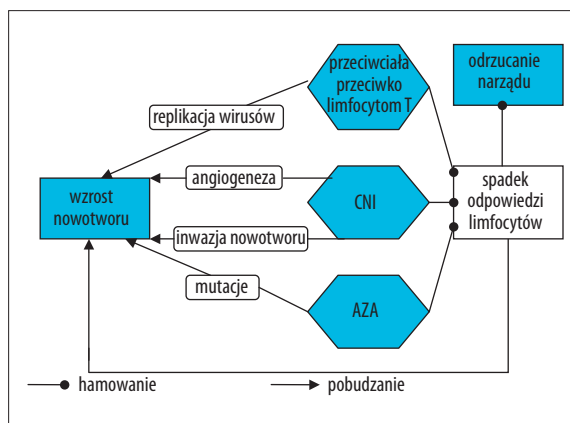 przeciwciała
przeciwko
limfocytom T
odrzucanie
narządu
replikacja wirusów
wzrost
nowotworu
angiogeneza
CNI
spadek
odpowiedzi
limfocytów
inwazja nowotworu
mutacje
AZA
hamowanie
pobudzanie